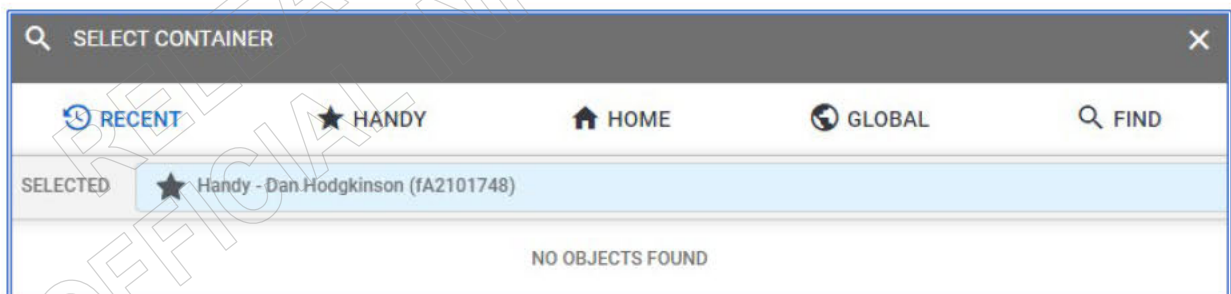 SELECT CONTAINER
RECENT HANDY HOME GLOBAL FIND
SELECTED Handy - Dan Hodgkinson (fA2101748)
NO OBJECTS FOUND